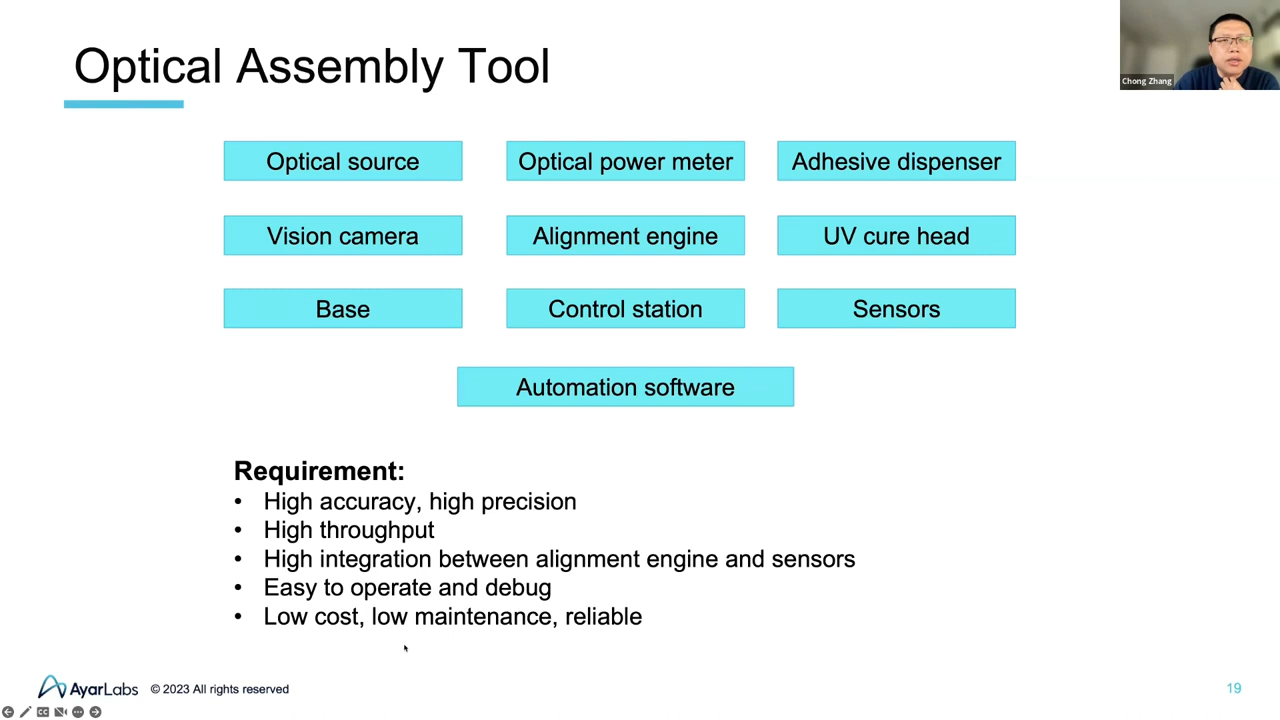 Optical Assembly Tool
Chong Zhang
Optical source
Optical power meter
Adhesive dispenser
Vision camera
Alignment engine
UV cure head
Base
Control station
Sensors
Automation software
Requirement:
• High accuracy, high precision
• High throughput
• High integration between alignment engine and sensors
• Easy to operate and debug
• Low cost, low maintenance, reliable
AyarLabs © 2023 All rights reserved
19
CC